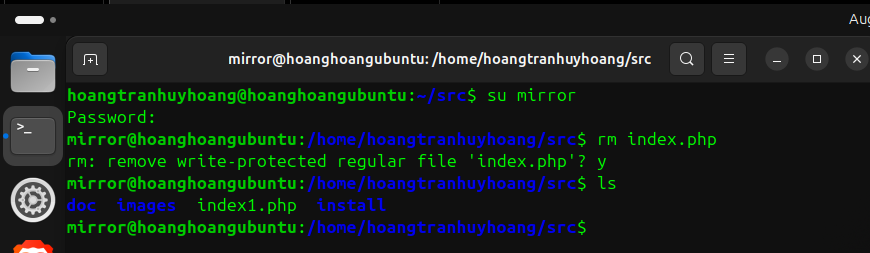 Aug
mirror@hoanghoangubuntu: /home/hoangtranhuyhoang/src
hoangtranhuyhoang@hoanghoangubuntu:~/src$ su mirror
Password:
mirror@hoanghoangubuntu:/home/hoangtranhuyhoang/src$ rm index.php
rm: remove write-protected regular file 'index.php'? y
mirror@hoanghoangubuntu:/home/hoangtranhuyhoang/src$ ls
doc images index1.php install
mirror@hoanghoangubuntu:/home/hoangtranhuyhoang/src$